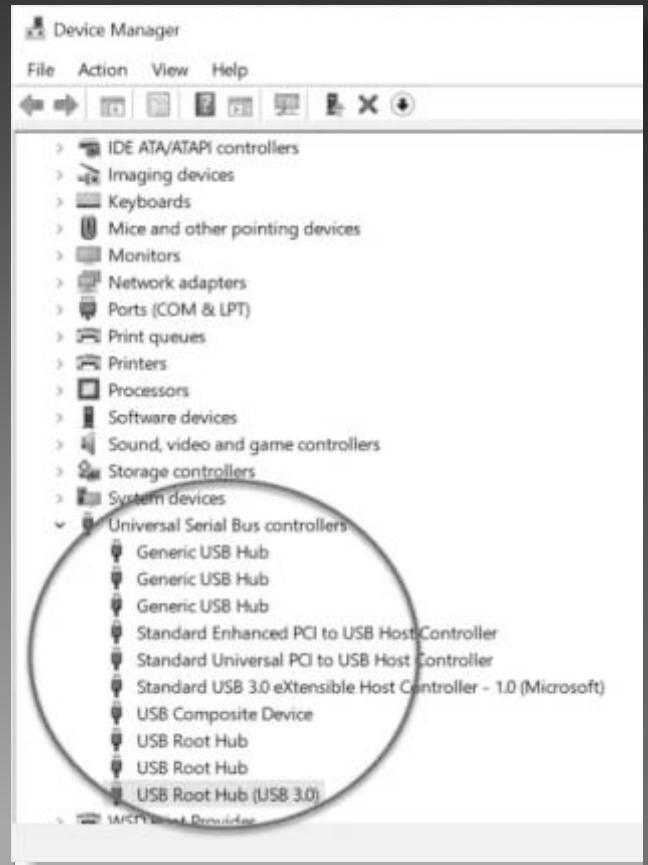 Device Manager
File Action View Help
IDE ATA/ATAPI controllers
Imaging devices
Keyboards
Mice and other pointing devices
Monitors
Network adapters
Ports (COM & LPT)
Print queues
Printers
Processors
Software devices
Sound, video and game controllers
Storage controllers
System devices
Universal Serial Bus controllers
Generic USB Hub
Generic USB Hub
Generic USB Hub
Standard Enhanced PCI to USB Host Controller
Standard Universal PCI to USB Host Controller
Standard USB 3.0 eXtensible Host Controller - 1.0 (Microsoft)
USB Composite Device
USB Root Hub
USB Root Hub
USB Root Hub (USB 3.0)
WSD Print Provider